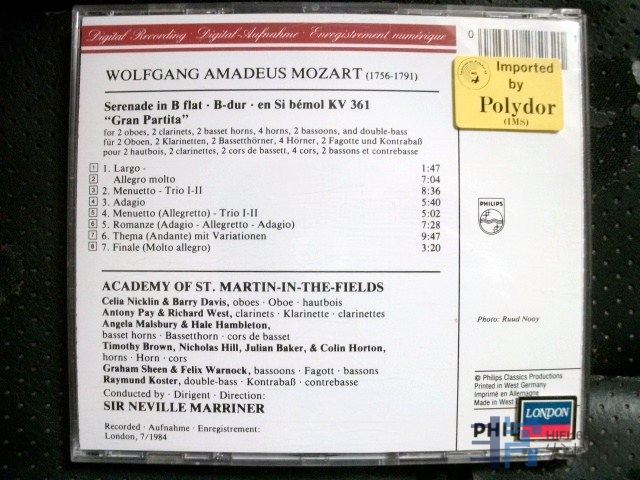 Digital Recording · Digital-Aufnahme · Enregistrement numérique
0-
WOLFGANG AMADEUS MOZART (1756-1791)
Imported
by
Polydor
(IMS)
Serenade in B flat · B-dur · en Si bémol KV 361
“Gran Partita”
for 2 oboes, 2 clarinets, 2 basset horns, 4 horns, 2 bassoons, and double-bass
für 2 Oboen, 2 Klarinetten, 2 Bassetthörner, 4 Hörner, 2 Fagotte und Kontrabaß
pour 2 hautbois, 2 clarinettes, 2 cors de bassett, 4 cors, 2 bassons et contrebasse
1 1. Largo - 1:47
2 Allegro molto 7:04
3 2. Menuetto - Trio I-II 8:36
4 3. Adagio 5:40
5 4. Menuetto (Allegretto) - Trio I-II 5:02
6 5. Romanze (Adagio - Allegretto - Adagio) 7:28
7 6. Thema (Andante) mit Variationen 9:47
8 7. Finale (Molto allegro) 3:20
PHILIPS
ACADEMY OF ST. MARTIN-IN-THE-FIELDS
Celia Nicklin & Barry Davis, oboes · Oboe · hautbois
Antony Pay & Richard West, clarinets · Klarinette · clarinettes
Angela Malsbury & Hale Hambleton,
basset horns · Bassetthorn · cors de basset
Timothy Brown, Nicholas Hill, Julian Baker, & Colin Horton,
horns · Horn · cors
Graham Sheen & Felix Warnock, bassoons · Fagott · bassons
Raymund Koster, double-bass · Kontrabaß · contrebasse
Conducted by · Dirigent · Direction:
SIR NEVILLE MARRINER
Recorded · Aufnahme · Enregistrement:
London, 7/1984
Photo: Ruud Nooy
© Philips Classics Productions
Printed in West Germany
Imprimé en Allemagne
Made in West
PHIL
LONDON